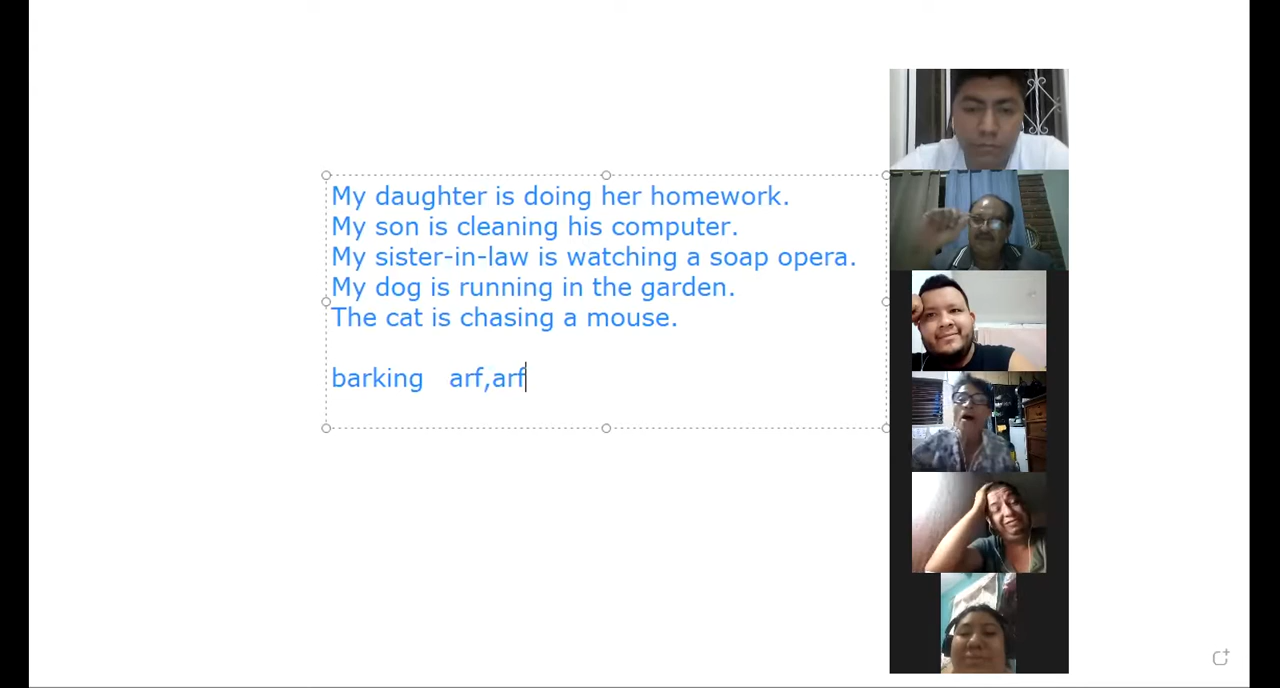 My daughter is doing her homework.
My son is cleaning his computer.
My sister-in-law is watching a soap opera.
My dog is running in the garden.
The cat is chasing a mouse.
barking arf,arf